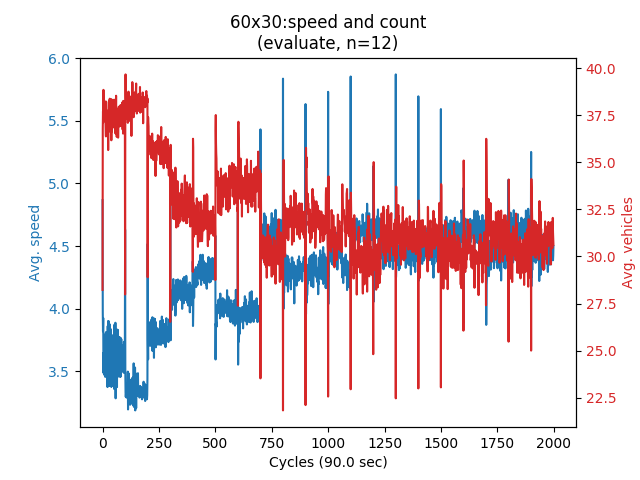 60x30:speed and count
(evaluate, n=12)
6.0
5.5
5.0
4.5
4.0
3.5
Avg. speed
40.0
37.5
35.0
32.5
30.0
27.5
25.0
22.5
Avg. vehicles
0 250 500 750 1000 1250 1500 1750 2000
Cycles (90.0 sec)